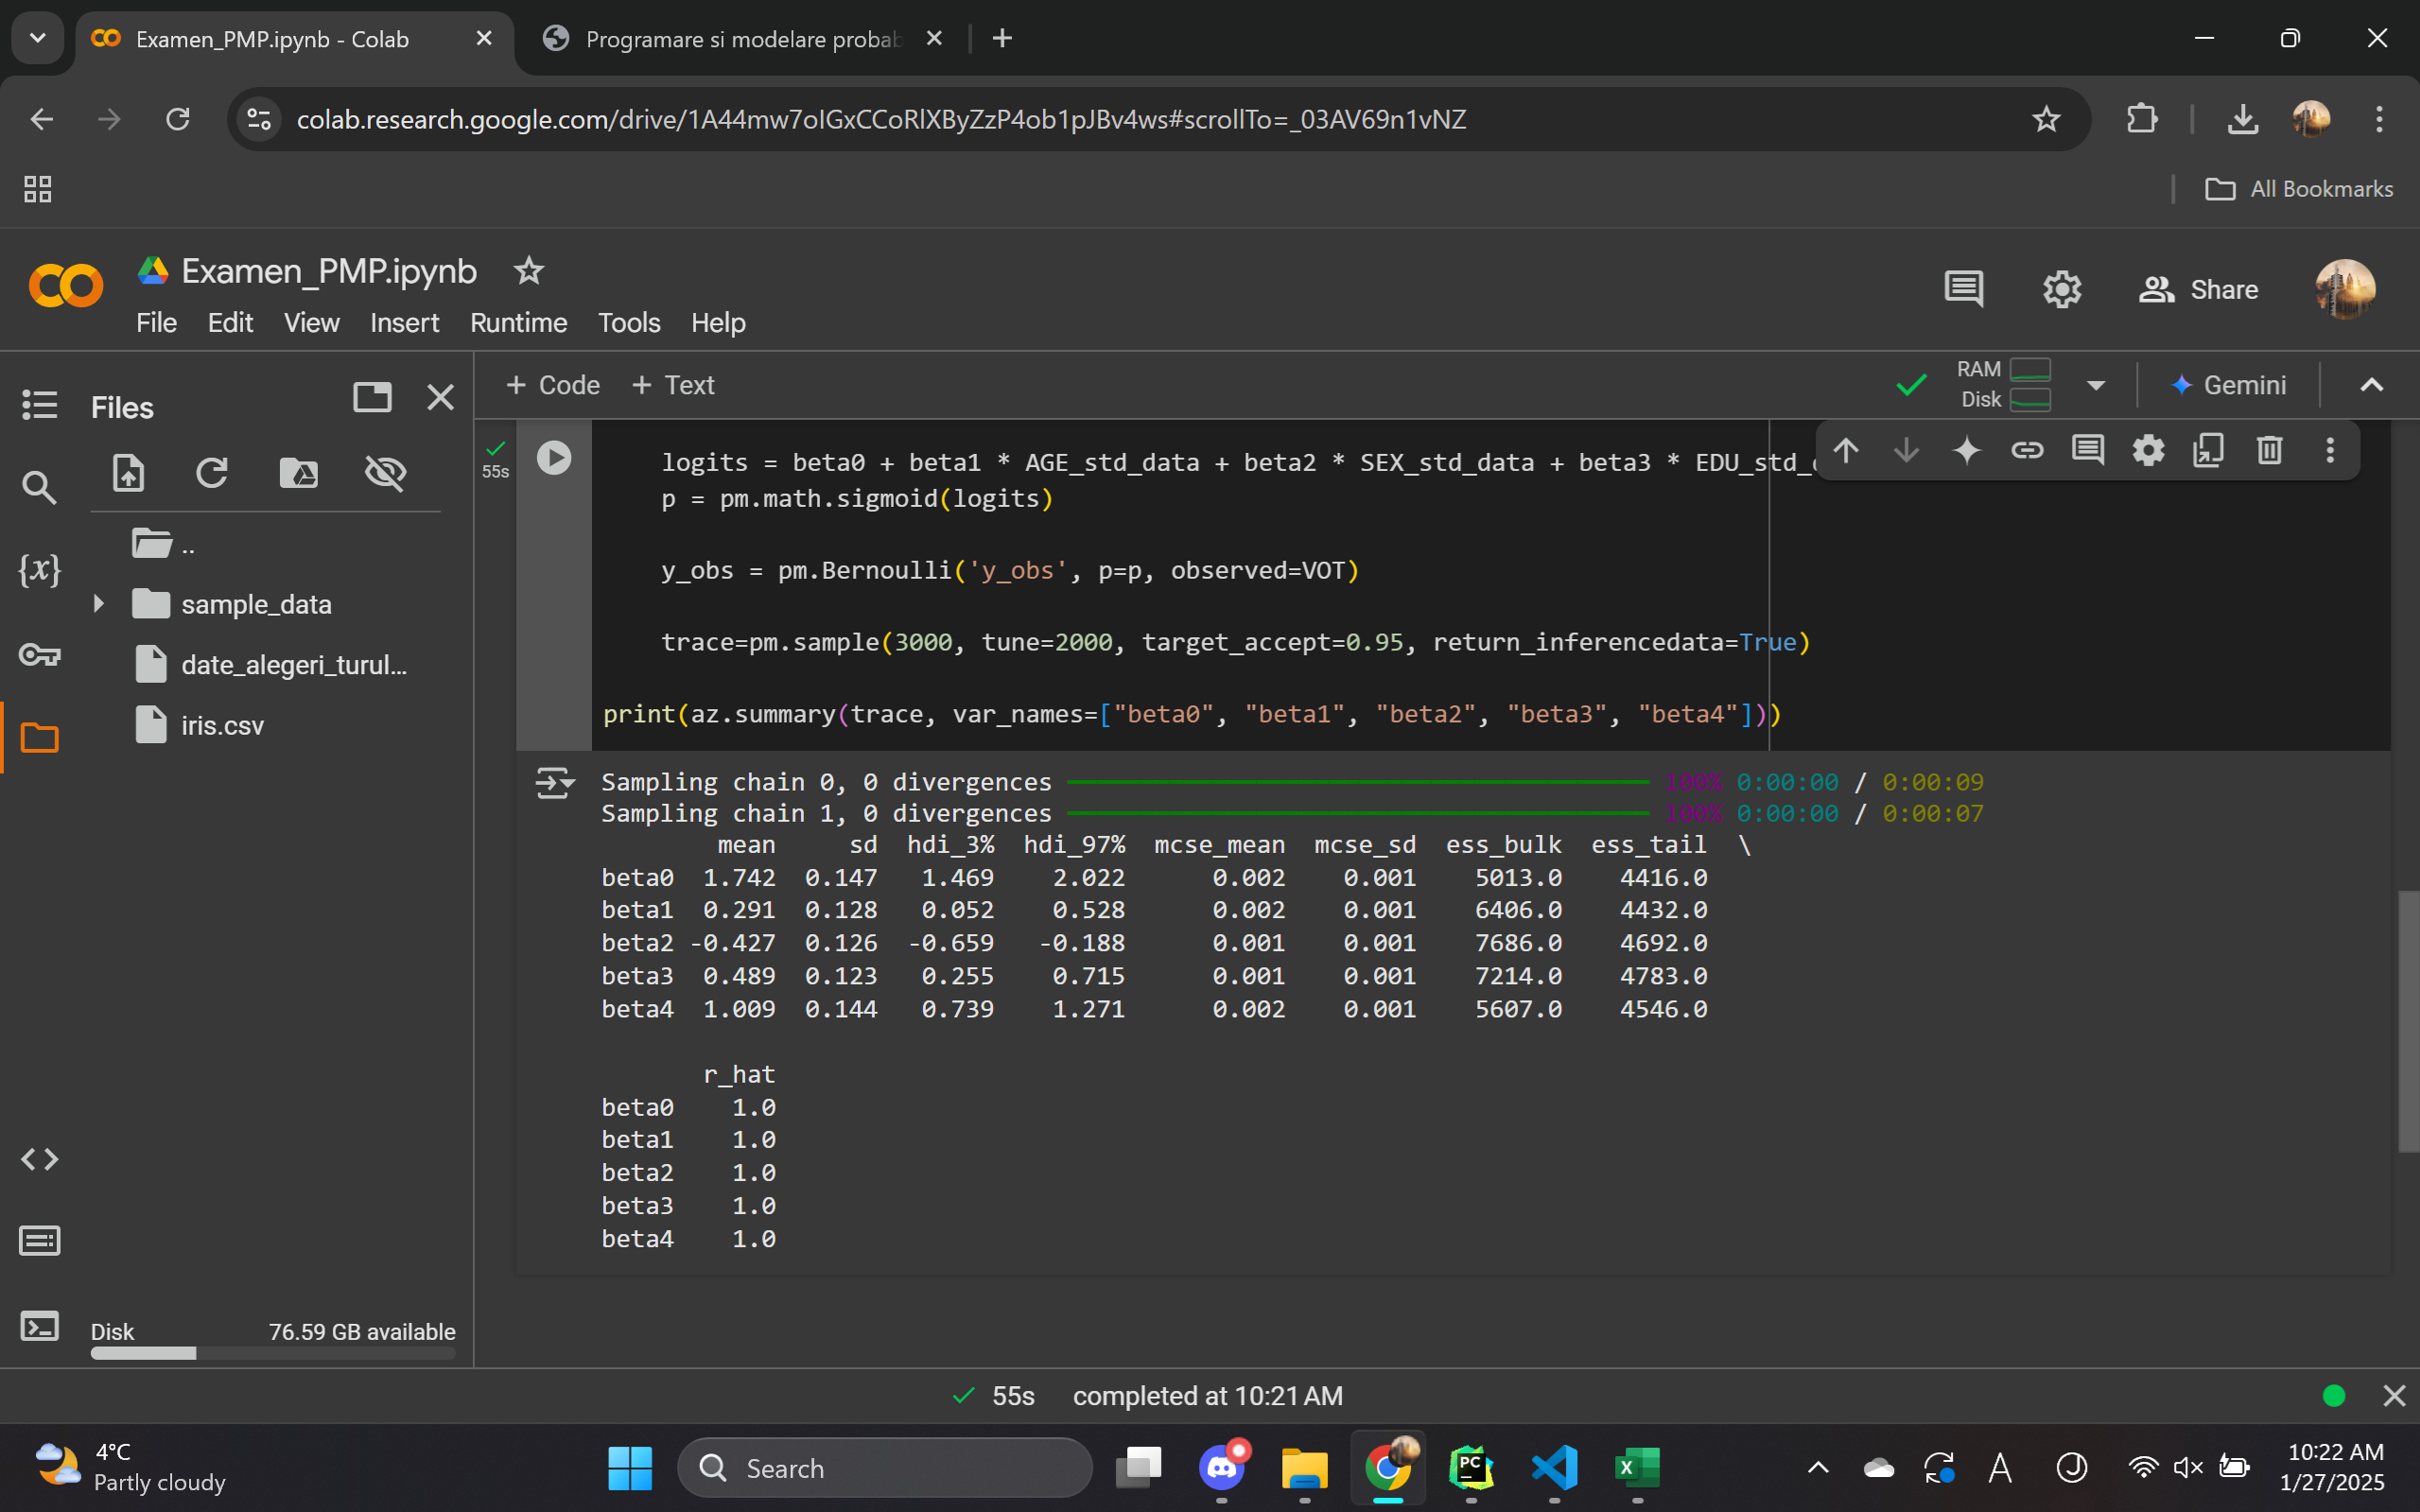 Examen_PMP.ipynb - Colab
Programare si modelare probab
colab.research.google.com/drive/1A44mw7oIGxCCoRlXByZzP4ob1pJBv4ws#scrollTo=_03AV69n1vNZ
All Bookmarks
Examen_PMP.ipynb
File Edit View Insert Runtime Tools Help
Share
Files
+ Code + Text
RAM
Disk
Gemini
..
sample_data
date_alegeri_turul...
iris.csv
Disk 76.59 GB available
55s
logits = beta0 + beta1 * AGE_std_data + beta2 * SEX_std_data + beta3 * EDU_std_
p = pm.math.sigmoid(logits)
y_obs = pm.Bernoulli('y_obs', p=p, observed=VOT)
trace=pm.sample(3000, tune=2000, target_accept=0.95, return_inferencedata=True)
print(az.summary(trace, var_names=["beta0", "beta1", "beta2", "beta3", "beta4"]))
Sampling chain 0, 0 divergences 100% 0:00:00 / 0:00:09
Sampling chain 1, 0 divergences 100% 0:00:00 / 0:00:07
mean sd hdi_3% hdi_97% mcse_mean mcse_sd ess_bulk ess_tail \
beta0 1.742 0.147 1.469 2.022 0.002 0.001 5013.0 4416.0
beta1 0.291 0.128 0.052 0.528 0.002 0.001 6406.0 4432.0
beta2 -0.427 0.126 -0.659 -0.188 0.001 0.001 7686.0 4692.0
beta3 0.489 0.123 0.255 0.715 0.001 0.001 7214.0 4783.0
beta4 1.009 0.144 0.739 1.271 0.002 0.001 5607.0 4546.0
r_hat
beta0 1.0
beta1 1.0
beta2 1.0
beta3 1.0
beta4 1.0
55s completed at 10:21 AM
4°C
Partly cloudy
Search
10:22 AM
1/27/2025